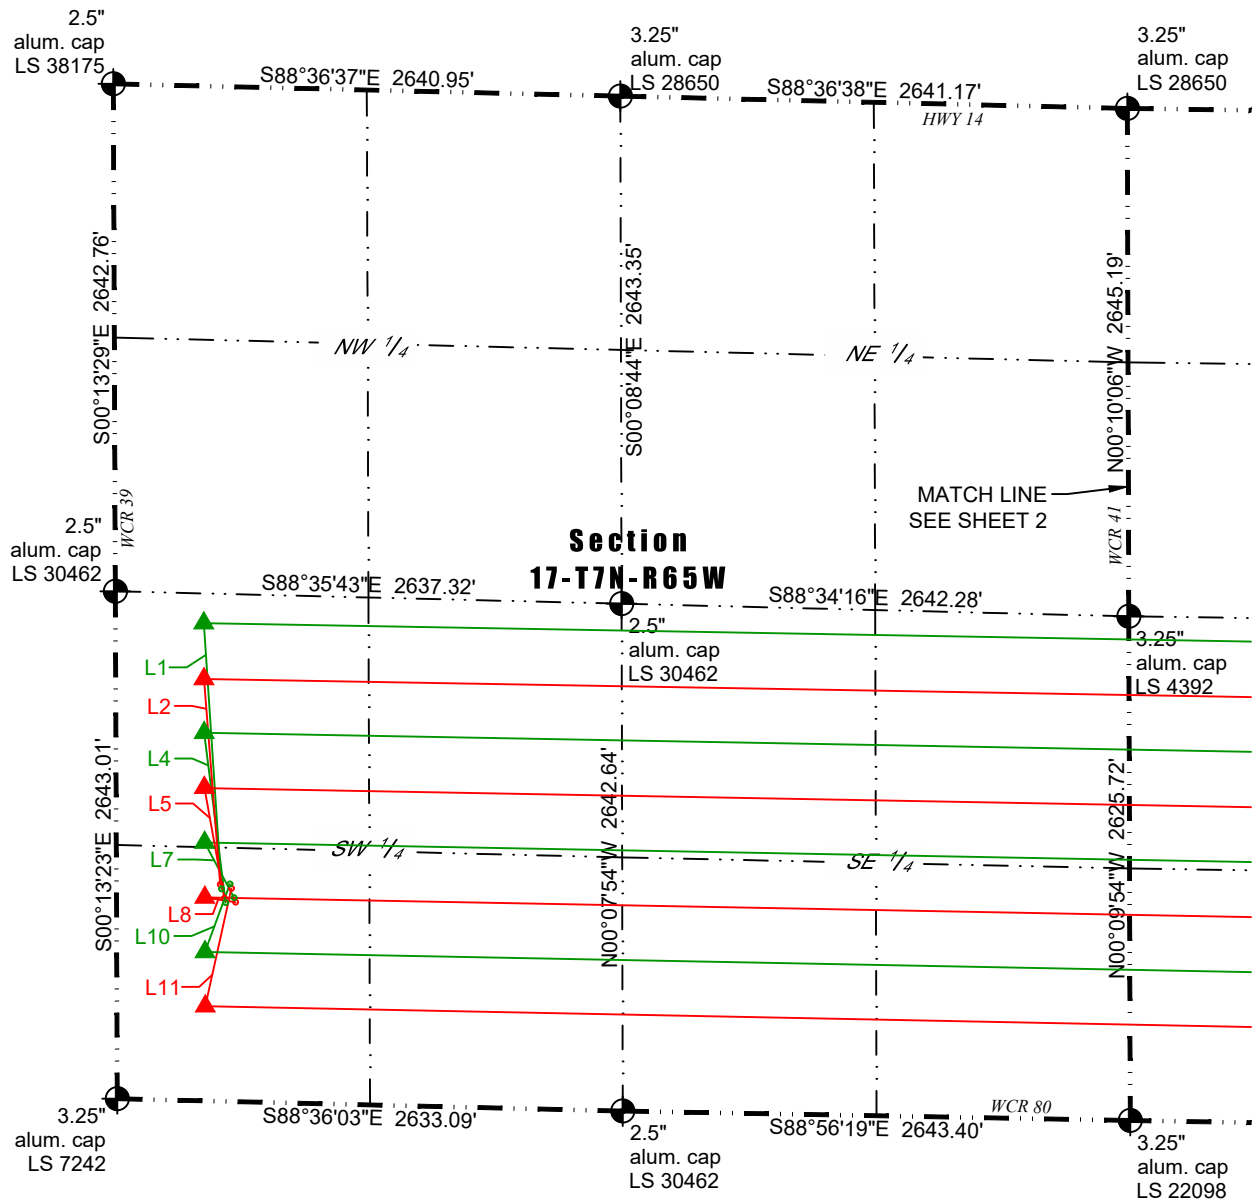 2.5"
alum. cap
LS 38175
S88°36'37"E 2640.95'
3.25"
alum. cap
LS 28650
S88°36'38"E 2641.17'
HWY 14
3.25"
alum. cap
LS 28650
S00°13'29"E 2642.76'
NW 1/4
S00°08'44"E 2643.35'
NE 1/4
N00°10'06"W 2645.19'
WCR 39
MATCH LINE
SEE SHEET 2
WCR 41
2.5"
alum. cap
LS 30462
Section
17-T7N-R65W
S88°35'43"E 2637.32'
S88°34'16"E 2642.28'
2.5"
alum. cap
LS 30462
3.25"
alum. cap
LS 4392
L1
L2
L4
L5
L7
L8
L10
L11
S00°13'23"E 2643.01'
SW 1/4
N00°07'54"W 2642.64'
SE 1/4
N00°09'54"W 2625.72'
3.25"
alum. cap
LS 7242
S88°36'03"E 2633.09'
2.5"
alum. cap
LS 30462
S88°56'19"E 2643.40'
WCR 80
3.25"
alum. cap
LS 22098